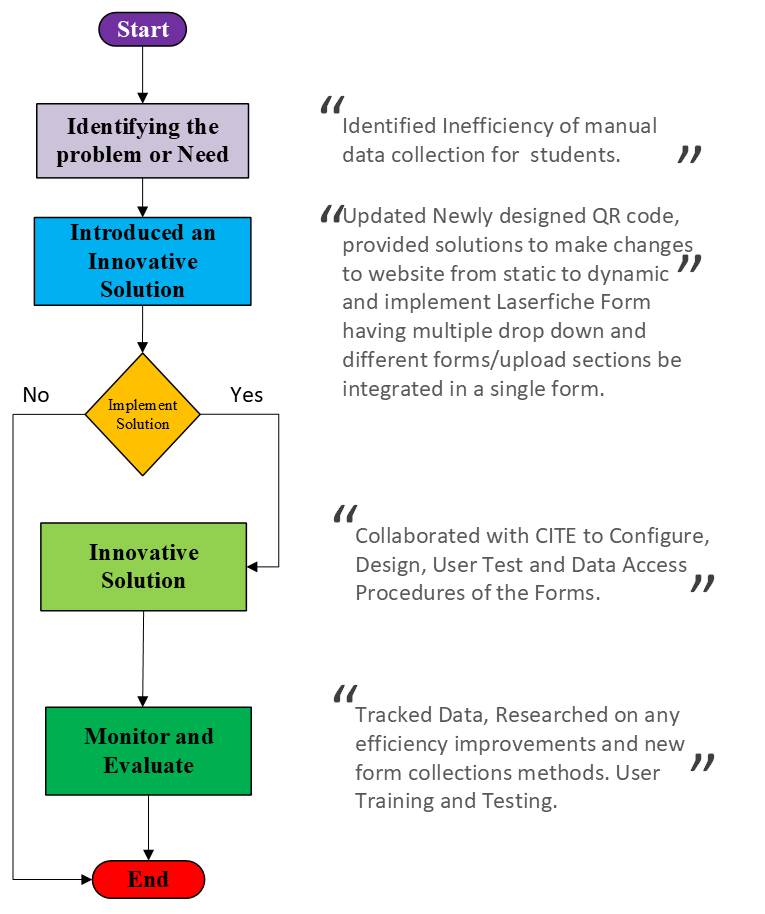 Start
Identifying the
problem or Need
“
Identified Inefficiency of manual
data collection for students.
”
Introduced an
Innovative
Solution
“
Updated Newly designed QR code,
provided solutions to make changes
to website from static to dynamic
”
and implement Laserfiche Form
having multiple drop down and
different forms/upload sections be
integrated in a single form.
No
Implement
Solution
Yes
Innovative
Solution
“
Collaborated with CITE to Configure,
Design, User Test and Data Access
Procedures of the Forms.
”
Monitor and
Evaluate
“
Tracked Data, Researched on any
efficiency improvements and new
form collections methods. User
Training and Testing.
”
End